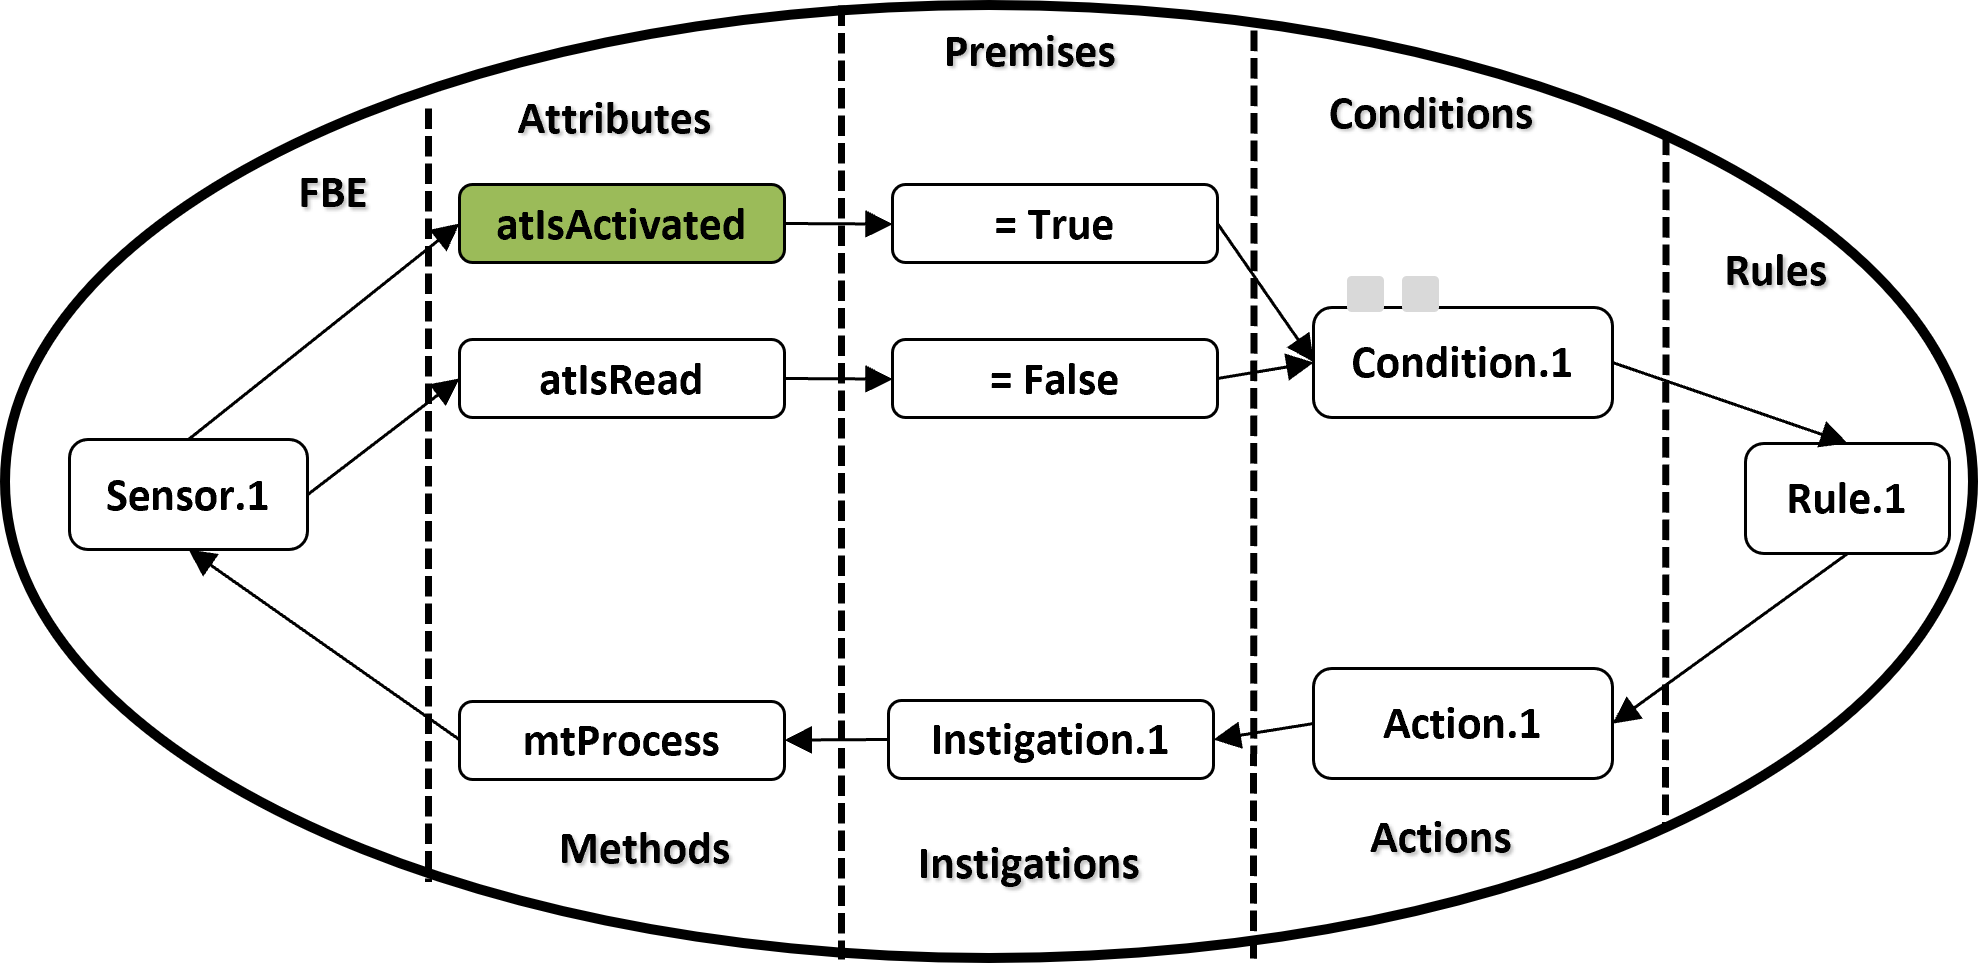 Premises
Attributes
Conditions
FBE
atIsActivated
= True
Rules
atIsRead
= False
Condition.1
Sensor.1
Rule.1
mtProcess
Instigation.1
Action.1
Methods
Instigations
Actions